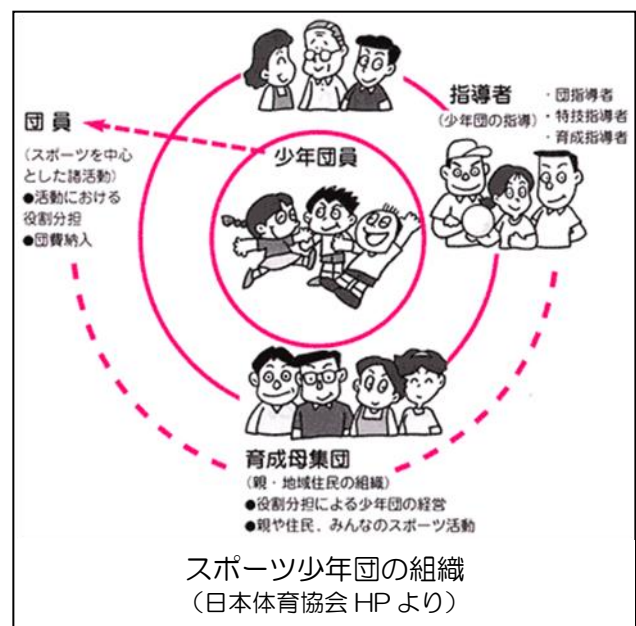 指導者
(少年団の指導)
・団指導者
・特技指導者
・育成指導者
団員
(スポーツを中心
とした諸活動)
●活動における
役割分担
●団費納入
少年団員
育成母集団
(親・地域住民の組織)
●役割分担による少年団の経営
●親や住民、みんなのスポーツ活動
スポーツ少年団の組織
(日本体育協会 HP より)